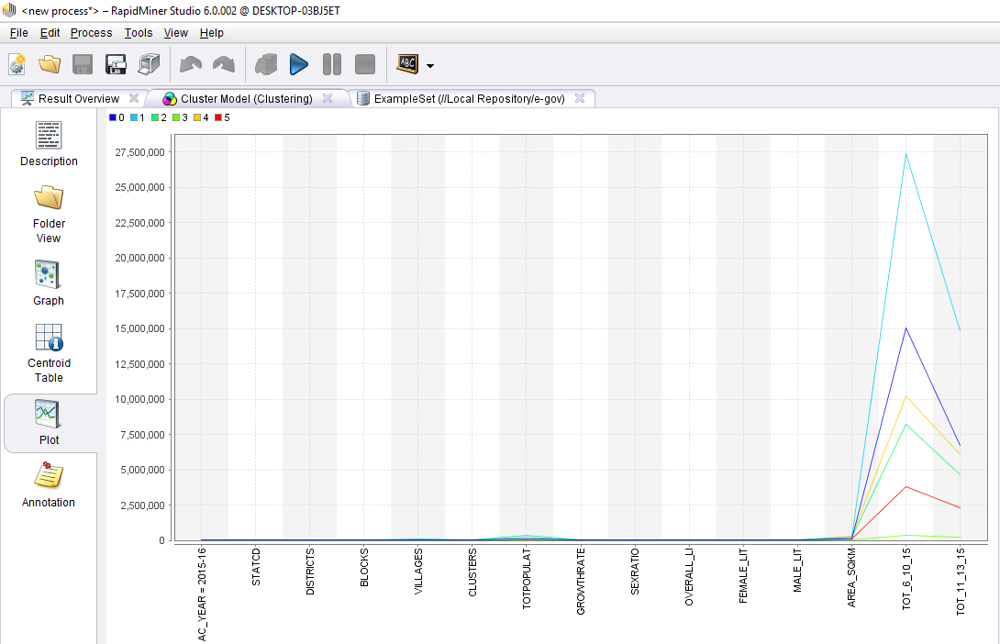 <new process*> – RapidMiner Studio 6.0.002 @ DESKTOP-03BJ5ET
File Edit Process Tools View Help
ABC
Result Overview Cluster Model (Clustering) ExampleSet (//Local Repository/e-gov)
0 1 2 3 4 5
Description
Folder
View
Graph
Centroid
Table
Plot
Annotation
27,500,000
25,000,000
22,500,000
20,000,000
17,500,000
15,000,000
12,500,000
10,000,000
7,500,000
5,000,000
2,500,000
0
AC_YEAR = 2015-16
STATCD
DISTRICTS
BLOCKS
VILLAGES
CLUSTERS
TOTPOPULAT
GROWTHRATE
SEXRATIO
OVERALL_LI
FEMALE_LIT
MALE_LIT
AREA_SQKM
TOT_6_10_15
TOT_11_13_15